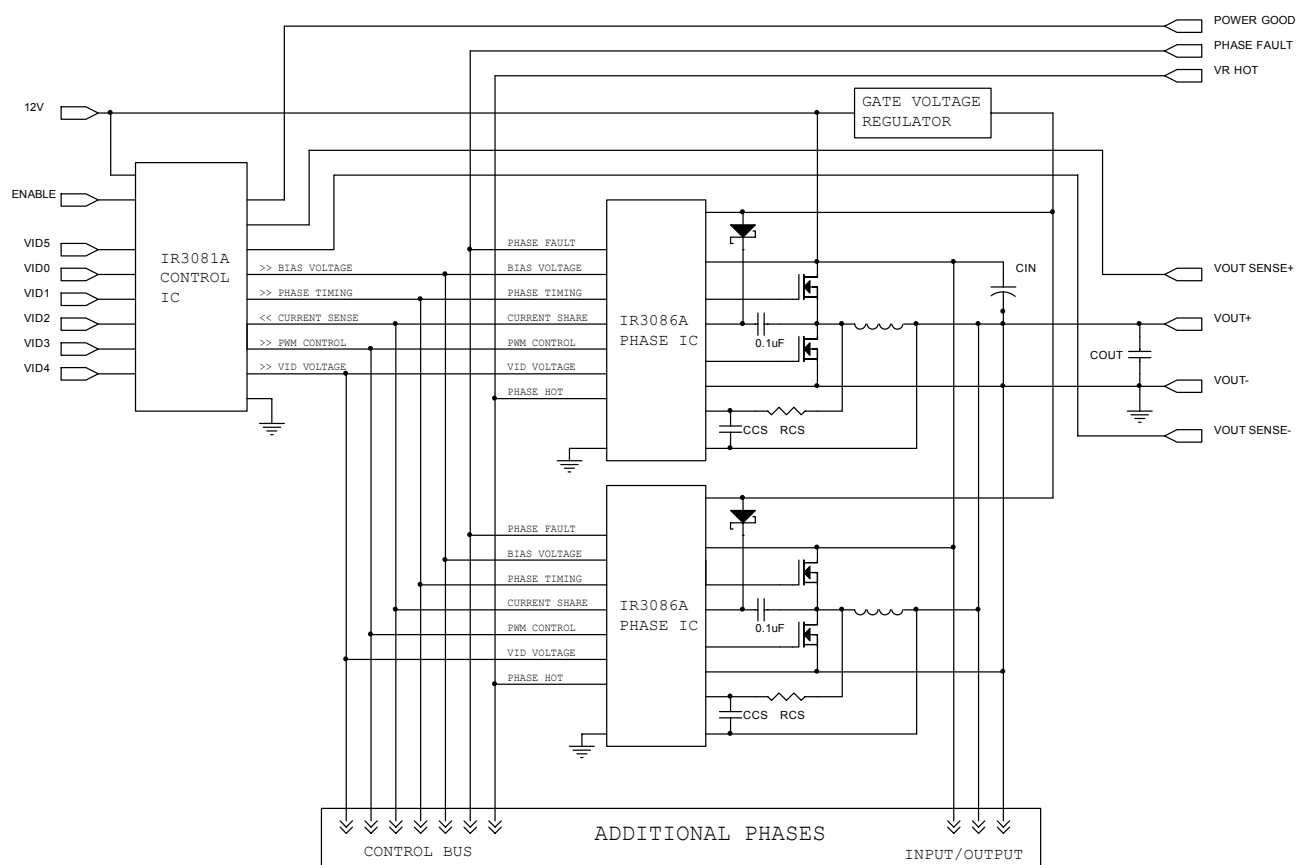 POWER GOOD
PHASE FAULT
VR HOT
12V
GATE VOLTAGE
REGULATOR
ENABLE
VID5
VID0
VID1
VID2
VID3
VID4
IR3081A
CONTROL
IC
>> BIAS VOLTAGE
>> PHASE TIMING
<< CURRENT SENSE
>> PWM CONTROL
>> VID VOLTAGE
PHASE FAULT
BIAS VOLTAGE
PHASE TIMING
CURRENT SHARE
PWM CONTROL
VID VOLTAGE
PHASE HOT
IR3086A
PHASE IC
0.1uF
CCS
RCS
CIN
COUT
VOUT SENSE+
VOUT+
VOUT-
VOUT SENSE-
PHASE FAULT
BIAS VOLTAGE
PHASE TIMING
CURRENT SHARE
PWM CONTROL
VID VOLTAGE
PHASE HOT
IR3086A
PHASE IC
0.1uF
CCS
RCS
ADDITIONAL PHASES
CONTROL BUS
INPUT/OUTPUT